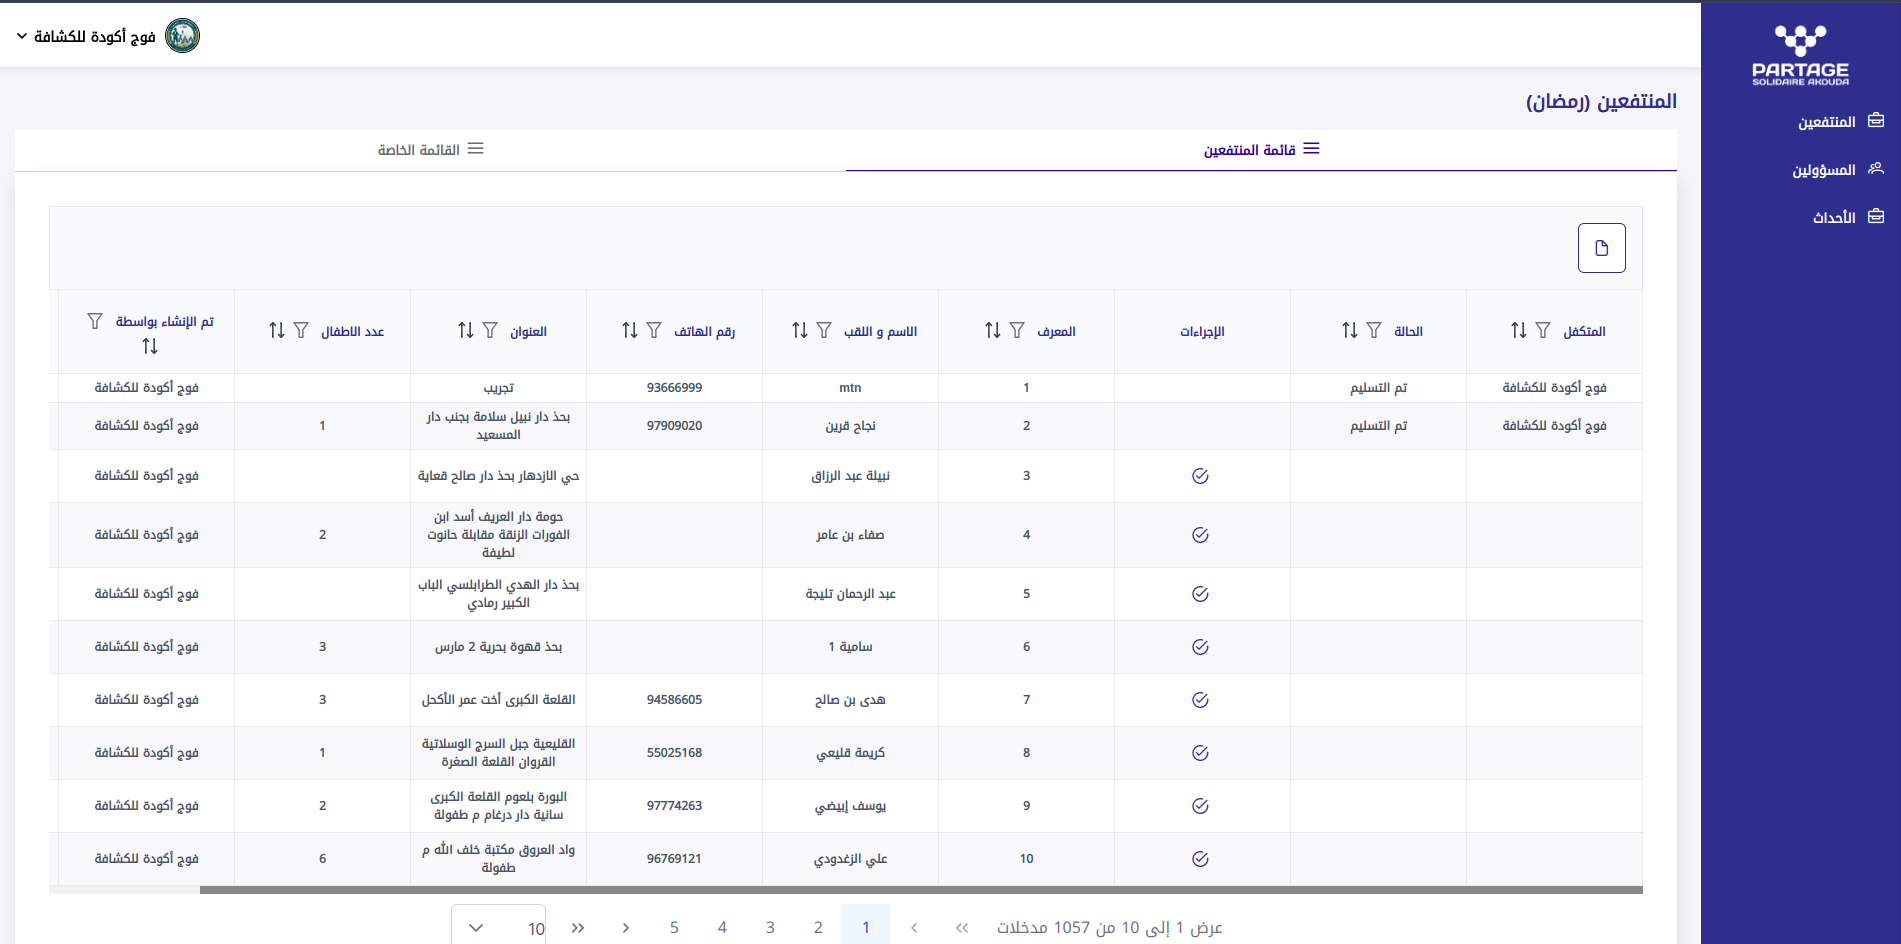 PARTAGE
SOLIDAIRE AKOUDA
المنتفعين
المسؤولين
الأحداث
فوج أكودة للكشافة
المنتفعين (رمضان)
قائمة المنتفعين
القائمة الخاصة
المتكفل الحالة الإجراءات المعرف الاسم و اللقب رقم الهاتف العنوان عدد الاطفال تم الإنشاء بواسطة
فوج أكودة للكشافة تم التسليم 1 mtn 93666999 تجريب فوج أكودة للكشافة
فوج أكودة للكشافة تم التسليم 2 نجاح قرين 97909020 بحذ دار نبيل سلامة بجنب دار
المسعيد 1 فوج أكودة للكشافة
3 نبيلة عبد الرزاق حي الازدهار بحذ دار صالح قعاية فوج أكودة للكشافة
4 صفاء بن عامر حومة دار العريف أسد ابن
الفورات الزنقة مقابلة حانوت
لطيفة 2 فوج أكودة للكشافة
5 عبد الرحمان تليجة بحذ دار الهدي الطرابلسي الباب
الكبير رمادي فوج أكودة للكشافة
6 سامية 1 بحذ قهوة بحرية 2 مارس 3 فوج أكودة للكشافة
7 هدى بن صالح 94586605 القلعة الكبرى أخت عمر الأكحل 3 فوج أكودة للكشافة
8 كريمة قليعي 55025168 القليعية جبل السرج الوسلاتية
القروان القلعة الصغرة 1 فوج أكودة للكشافة
9 يوسف إبيضي 97774263 البورة بلعوم القلعة الكبرى
سانية دار درغام م طفولة 2 فوج أكودة للكشافة
10 علي الزغدودي 96769121 واد العروق مكتبة خلف الله م
طفولة 6 فوج أكودة للكشافة
عرض 1 إلى 10 من 1057 مدخلات
1 2 3 4 5
10